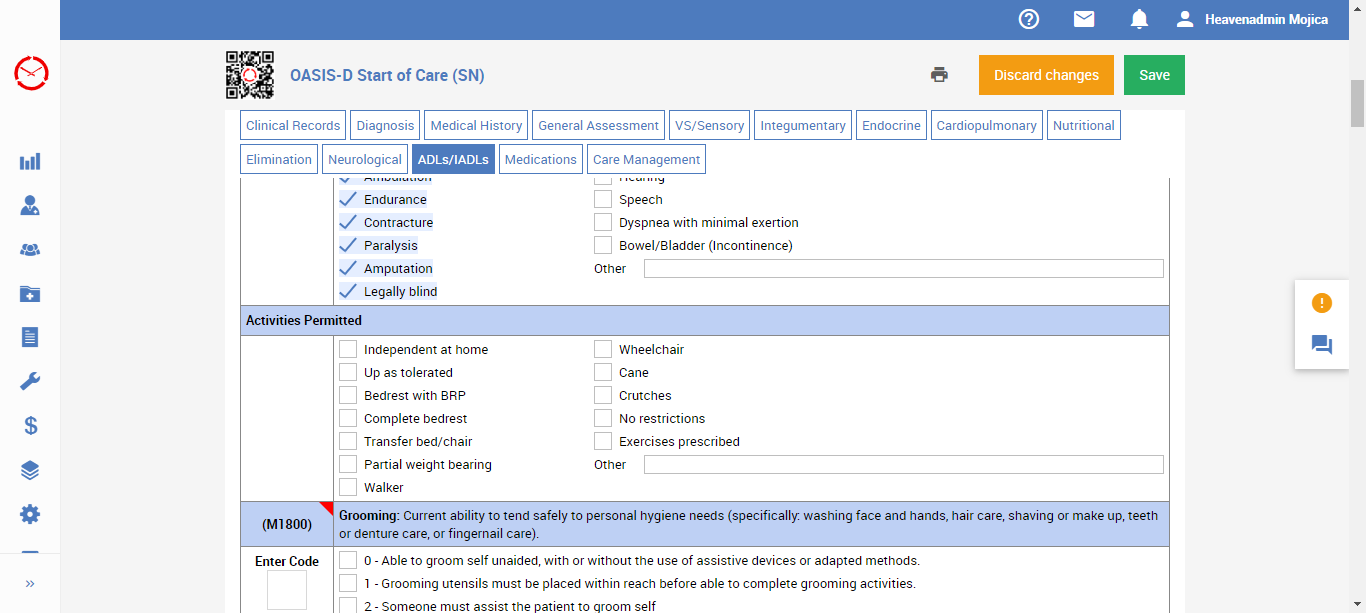 Heavenadmin Mojica
OASIS-D Start of Care (SN)
Discard changes
Save
Clinical Records
Diagnosis
Medical History
General Assessment
VS/Sensory
Integumentary
Endocrine
Cardiopulmonary
Nutritional
Elimination
Neurological
ADLs/IADLs
Medications
Care Management
Ambulation
Hearing
Endurance
Speech
Contracture
Dyspnea with minimal exertion
Paralysis
Bowel/Bladder (Incontinence)
Amputation
Other
Legally blind
Activities Permitted
Independent at home
Wheelchair
Up as tolerated
Cane
Bedrest with BRP
Crutches
Complete bedrest
No restrictions
Transfer bed/chair
Exercises prescribed
Partial weight bearing
Other
Walker
(M1800)
Grooming: Current ability to tend safely to personal hygiene needs (specifically: washing face and hands, hair care, shaving or make up, teeth
or denture care, or fingernail care).
Enter Code
0 - Able to groom self unaided, with or without the use of assistive devices or adapted methods.
1 - Grooming utensils must be placed within reach before able to complete grooming activities.
2 - Someone must assist the patient to groom self